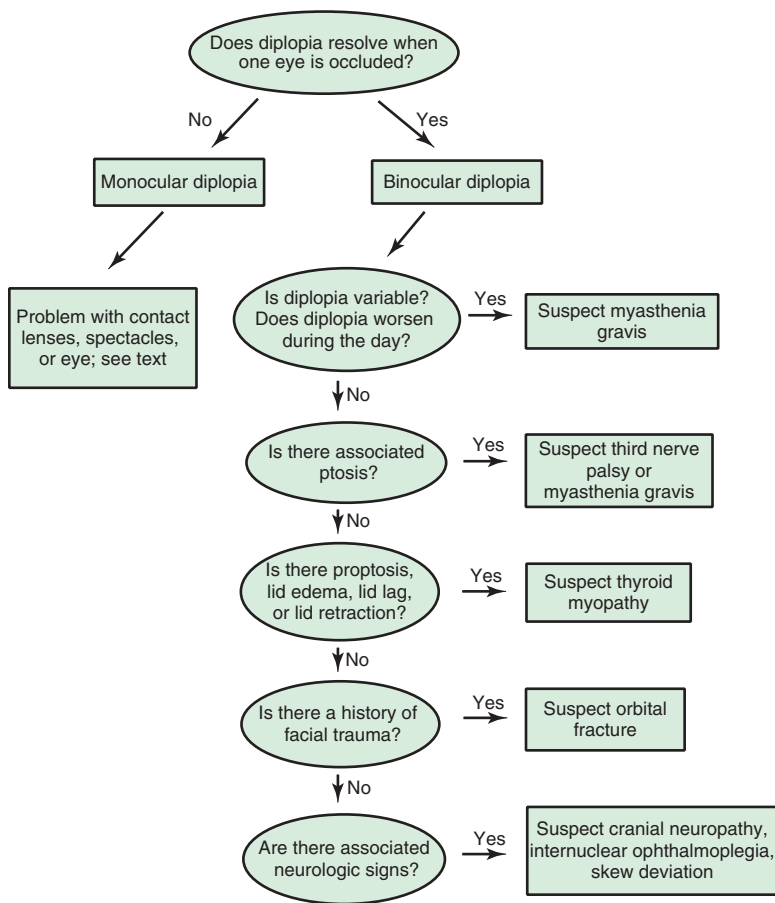 Does diplopia resolve when
one eye is occluded?
No
Yes
Monocular diplopia
Binocular diplopia
Problem with contact
lenses, spectacles,
or eye; see text
Is diplopia variable?
Does diplopia worsen
during the day?
Yes
Suspect myasthenia
gravis
No
Is there associated
ptosis?
Yes
Suspect third nerve
palsy or
myasthenia gravis
No
Is there proptosis,
lid edema, lid lag,
or lid retraction?
Yes
Suspect thyroid
myopathy
No
Is there a history of
facial trauma?
Yes
Suspect orbital
fracture
No
Are there associated
neurologic signs?
Yes
Suspect cranial neuropathy,
internuclear ophthalmoplegia,
skew deviation